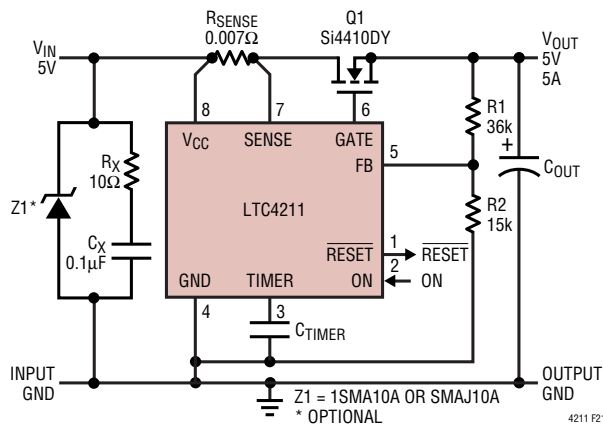 RSENSE
0.007Ω
Q1
Si4410DY
VIN
5V
VOUT
5V
5A
8
7
6
VCC
SENSE
GATE
FB
5
R1
36k
RX
10Ω
COUT
+
Z1*
LTC4211
R2
15k
CX
0.1µF
RESET
1
RESET
2
ON
ON
GND
TIMER
4
3
CTIMER
INPUT
GND
OUTPUT
GND
Z1 = 1SMA10A OR SMAJ10A
* OPTIONAL
4211 F21